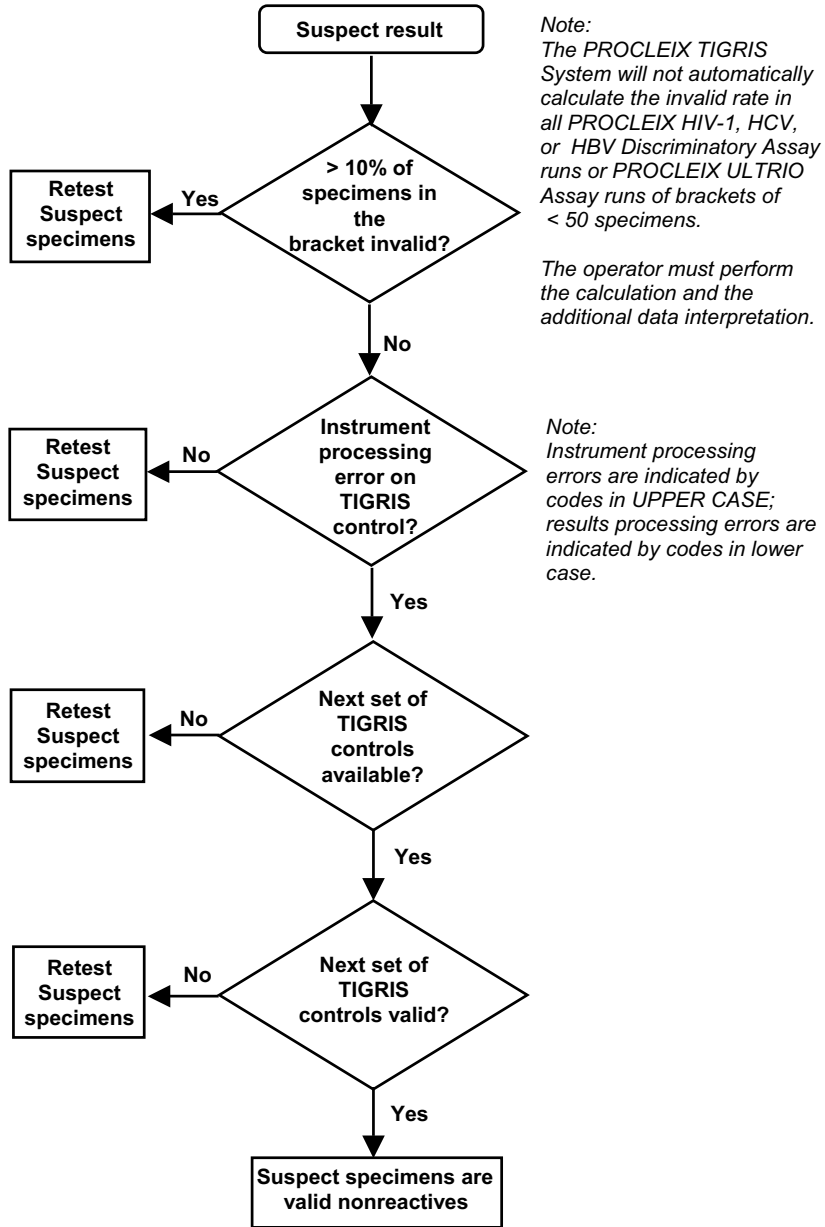 Suspect result
Note:
The PROCLEIX TIGRIS
System will not automatically
calculate the invalid rate in
all PROCLEIX HIV-1, HCV,
or HBV Discriminatory Assay
runs or PROCLEIX ULTRIO
Assay runs of brackets of
< 50 specimens.
The operator must perform
the calculation and the
additional data interpretation.
> 10% of
specimens in
the
bracket invalid?
Yes
Retest
Suspect
specimens
No
Instrument
processing
error on
TIGRIS
control?
No
Retest
Suspect
specimens
Note:
Instrument processing
errors are indicated by
codes in UPPER CASE;
results processing errors are
indicated by codes in lower
case.
Yes
Next set of
TIGRIS
controls
available?
No
Retest
Suspect
specimens
Yes
Next set of
TIGRIS
controls valid?
No
Retest
Suspect
specimens
Yes
Suspect specimens are
valid nonreactives